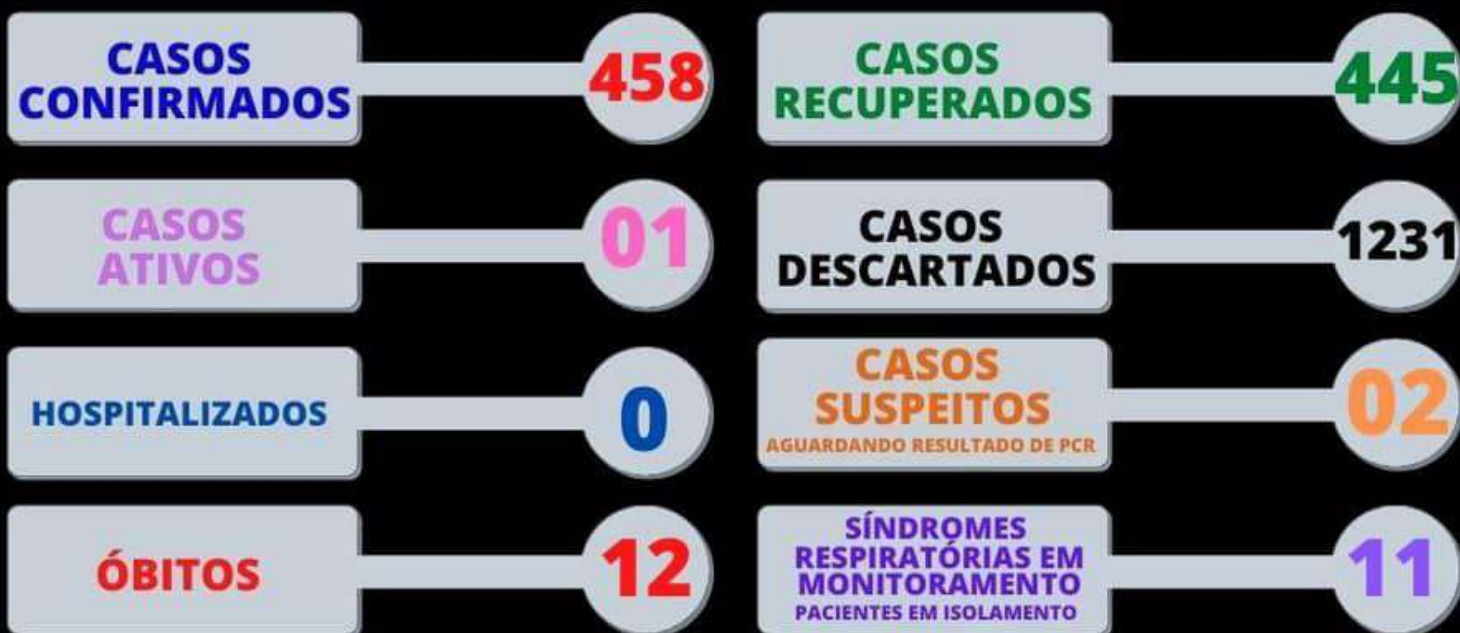 CASOS
CONFIRMADOS
458
CASOS
RECUPERADOS
445
CASOS
ATIVOS
01
CASOS
DESCARTADOS
1231
HOSPITALIZADOS
0
CASOS
SUSPEITOS
AGUARDANDO RESULTADO DE PCR
02
ÓBITOS
12
SÍNDROMES
RESPIRATÓRIAS EM
MONITORAMENTO
PACIENTES EM ISOLAMENTO
11